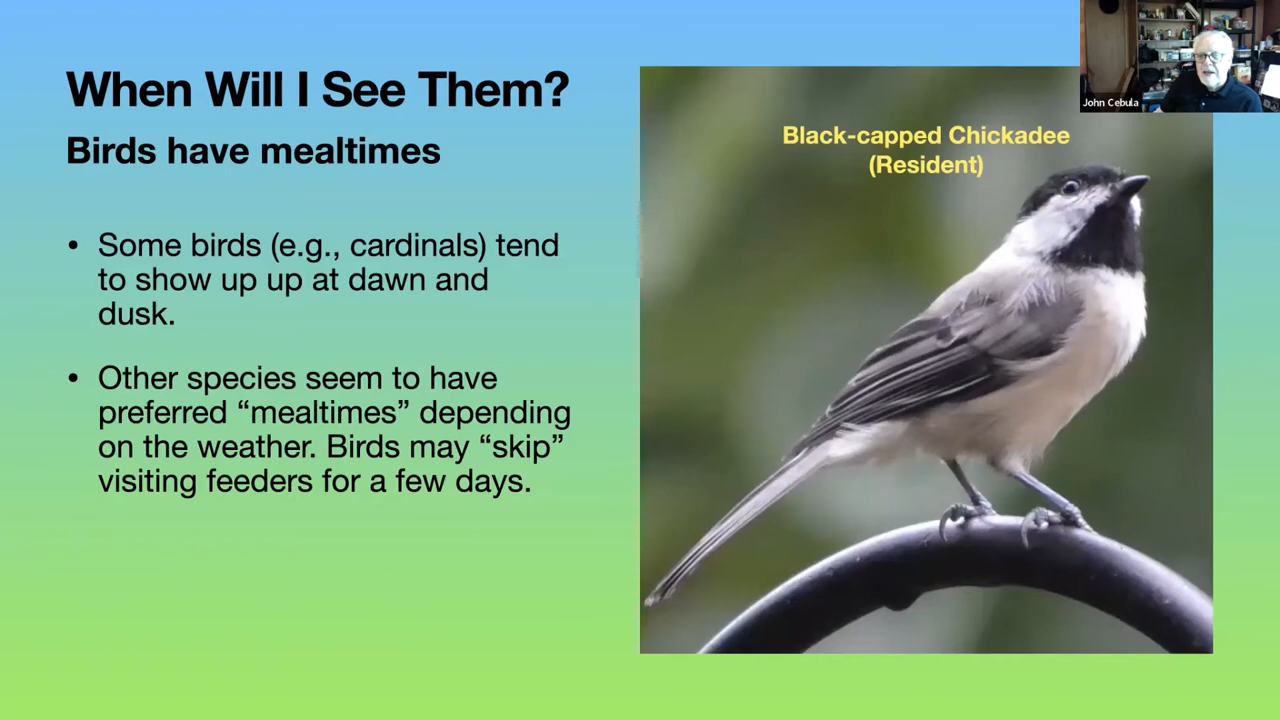 When Will I See Them?
Birds have mealtimes
• Some birds (e.g., cardinals) tend
to show up up at dawn and
dusk.
• Other species seem to have
preferred “mealtimes” depending
on the weather. Birds may “skip”
visiting feeders for a few days.
Black-capped Chickadee
(Resident)
John Cebula